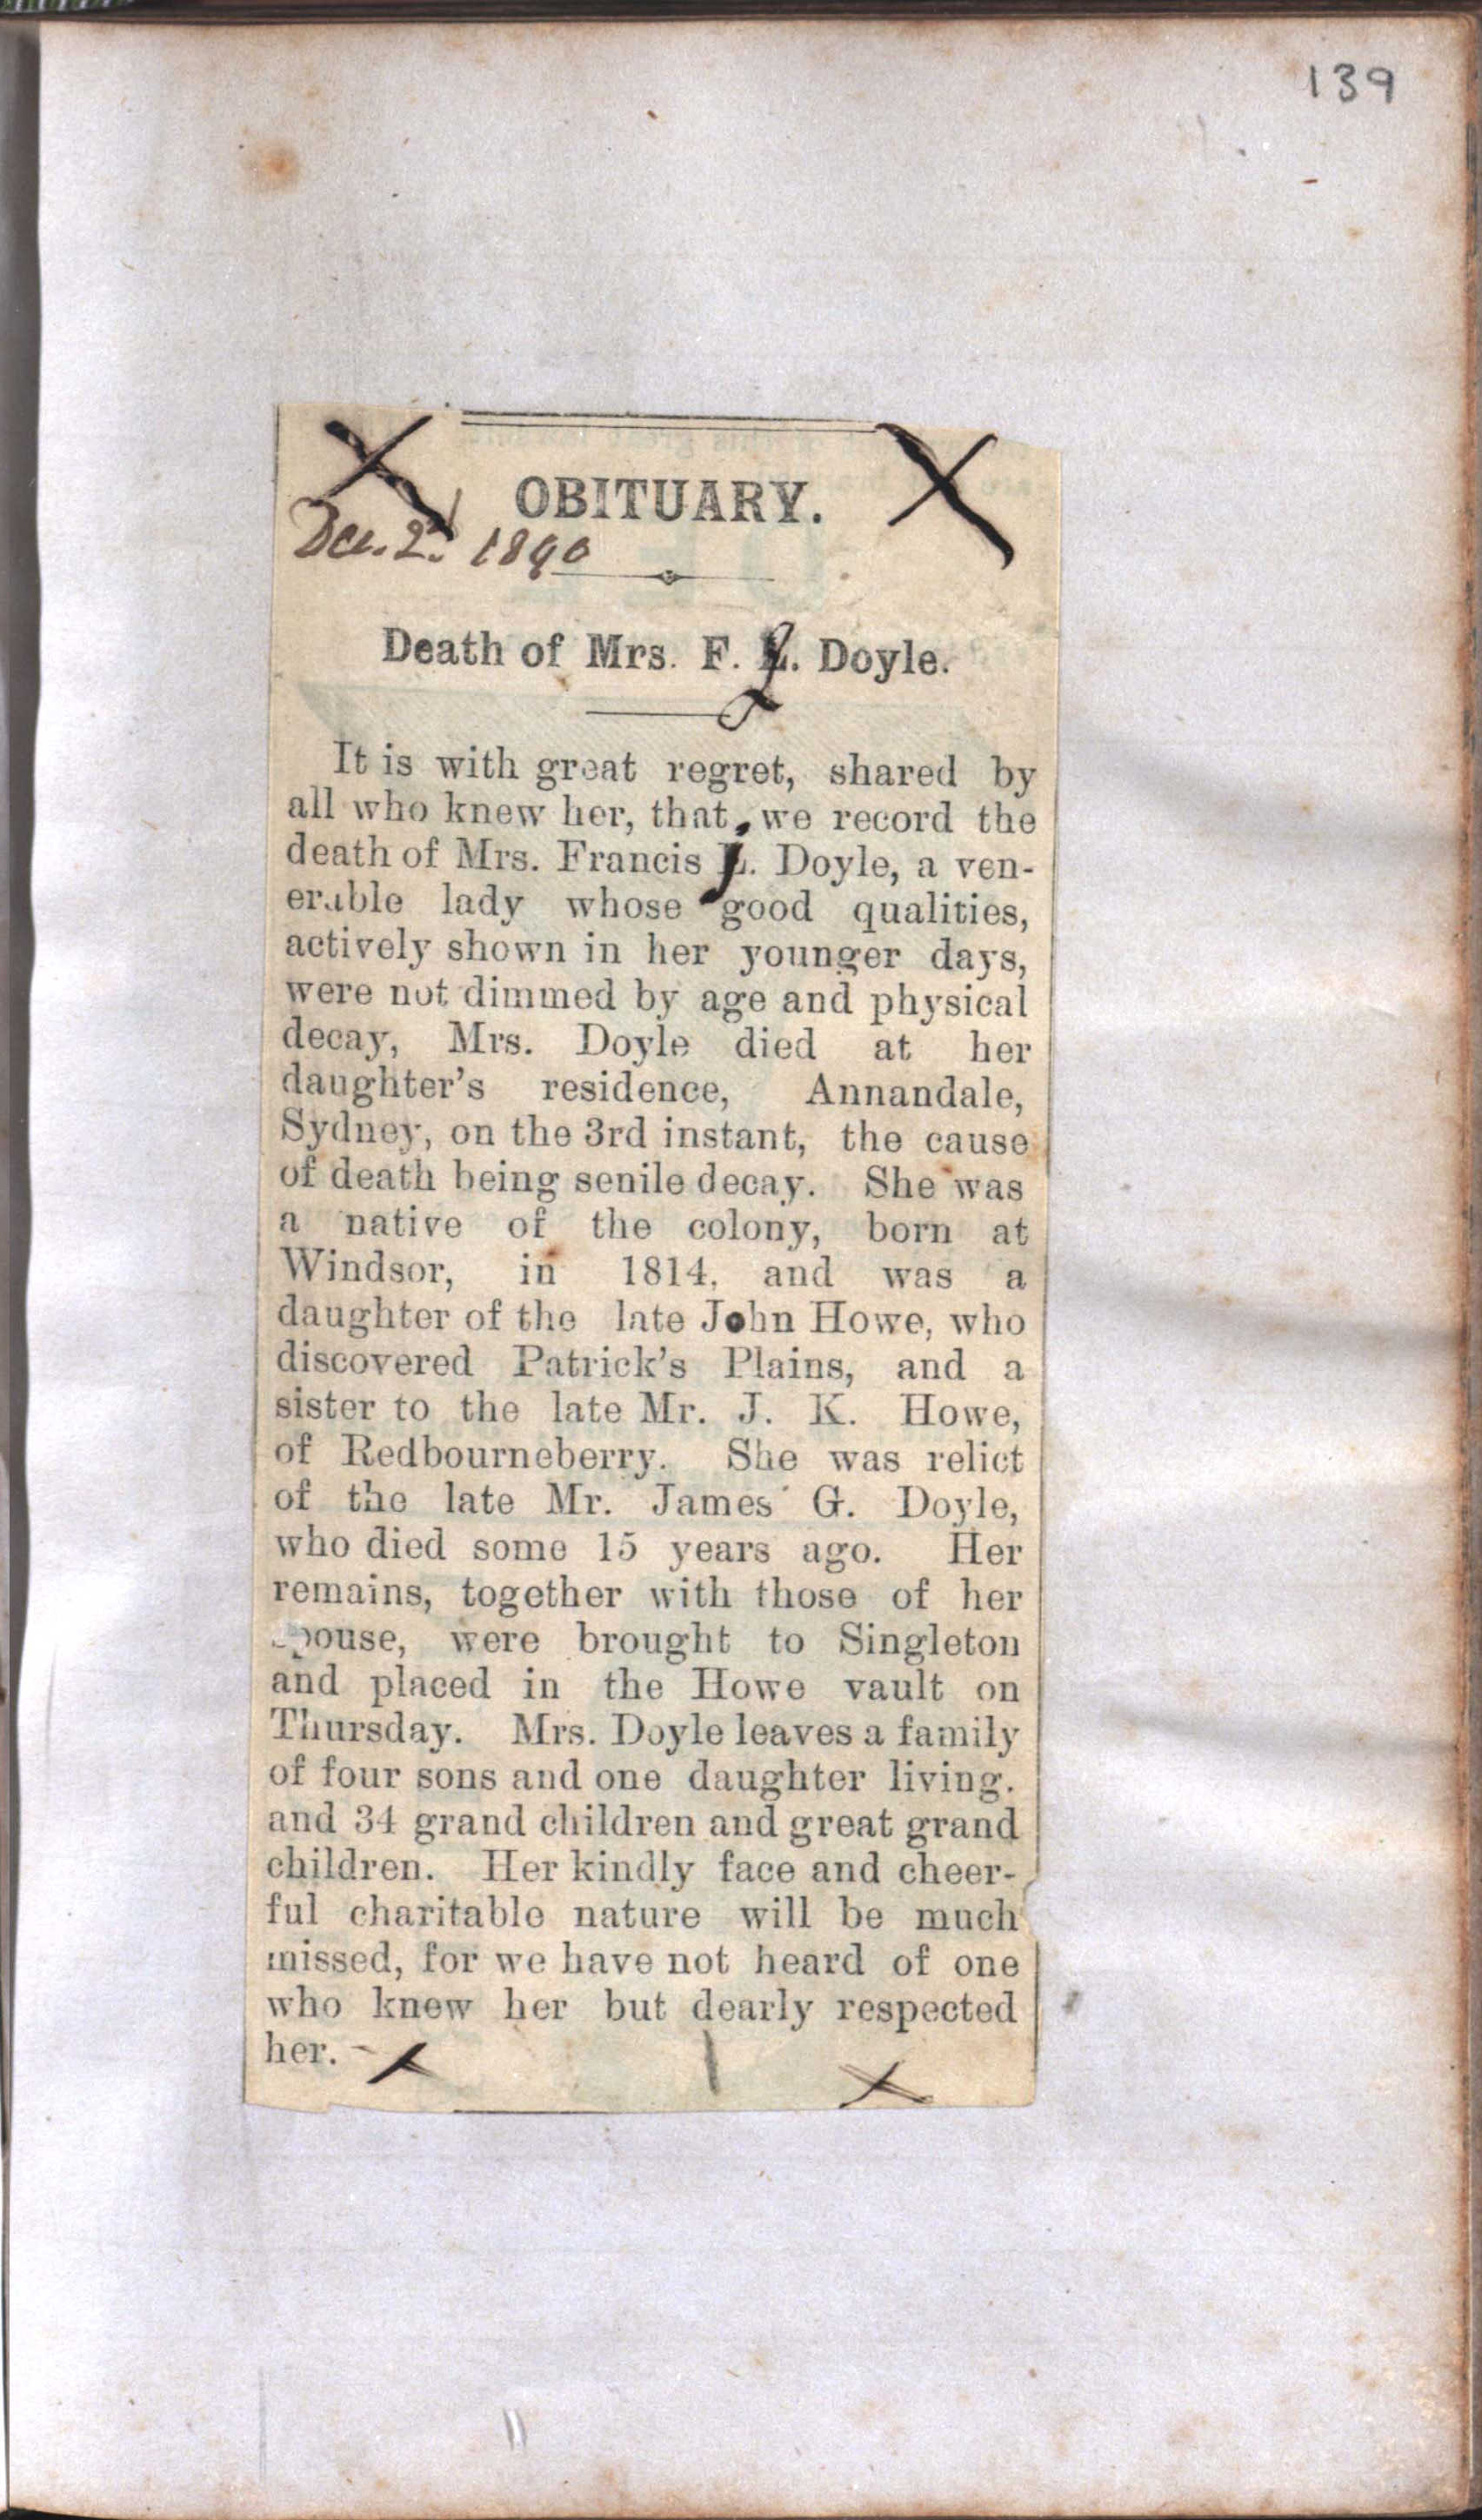 139
OBITUARY.
Dec. 2d 1890
Death of Mrs. F. J. Doyle.
It is with great regret, shared by
all who knew her, that we record the
death of Mrs. Francis J. Doyle, a ven-
erable lady whose good qualities,
actively shown in her younger days,
were not dimmed by age and physical
decay, Mrs. Doyle died at her
daughter's residence, Annandale,
Sydney, on the 3rd instant, the cause
of death being senile decay. She was
a native of the colony, born at
Windsor, in 1814, and was a
daughter of the late John Howe, who
discovered Patrick's Plains, and a
sister to the late Mr. J. K. Howe,
of Redbourneberry. She was relict
of the late Mr. James G. Doyle,
who died some 15 years ago. Her
remains, together with those of her
spouse, were brought to Singleton
and placed in the Howe vault on
Thursday. Mrs. Doyle leaves a family
of four sons and one daughter living.
and 34 grand children and great grand
children. Her kindly face and cheer-
ful charitable nature will be much
missed, for we have not heard of one
who knew her but dearly respected
her.